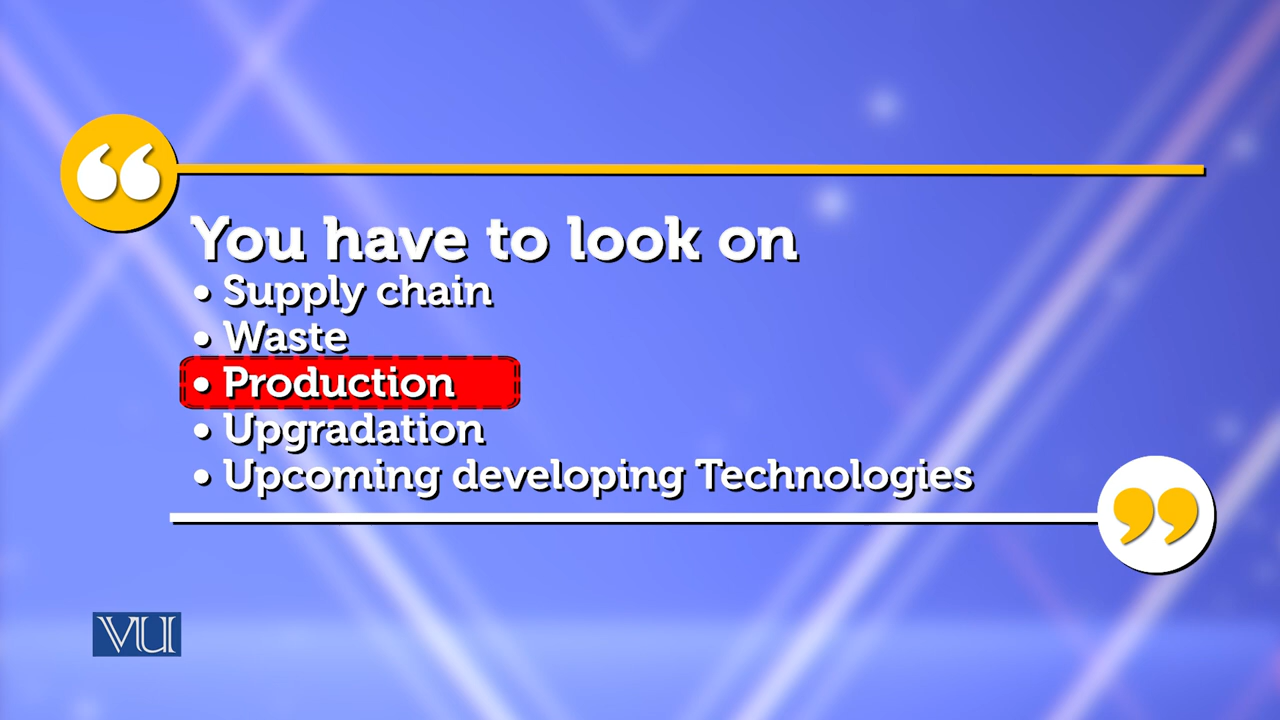 You have to look on
• Supply chain
• Waste
• Production
• Upgradation
• Upcoming developing Technologies
VU